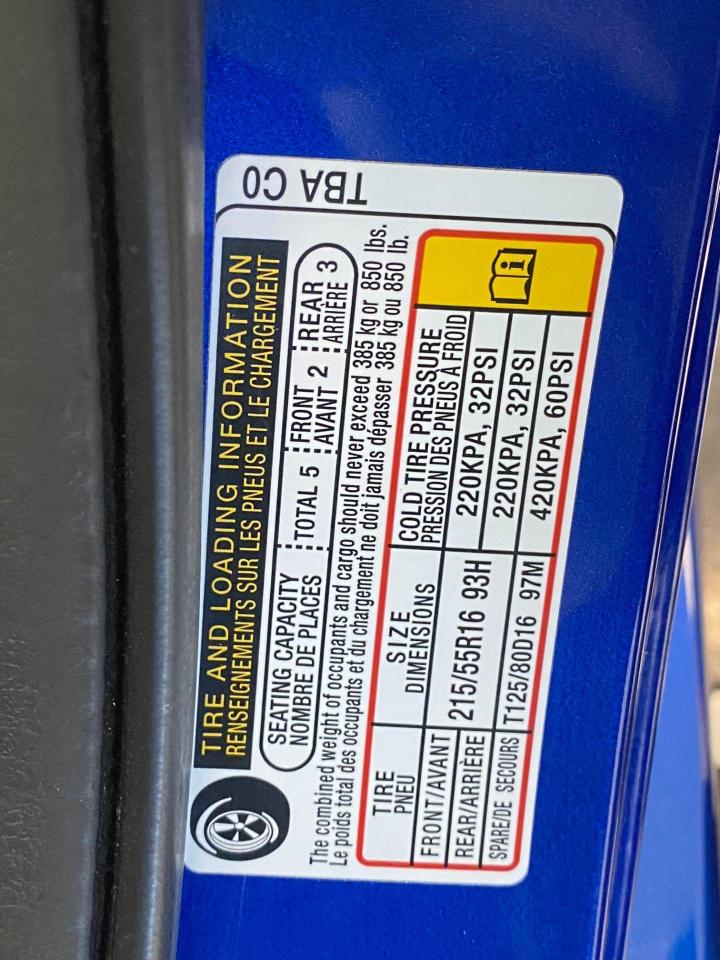 TIRE AND LOADING INFORMATION
RENSEIGNEMENTS SUR LES PNEUS ET LE CHARGEMENT
SEATING CAPACITY
NOMBRE DE PLACES
TOTAL 5
FRONT
AVANT 2
REAR
ARRIÈRE 3
The combined weight of occupants and cargo should never exceed 385 kg or 850 lbs.
Le poids total des occupants et du chargement ne doit jamais dépasser 385 kg ou 850 lb.
TIRE
PNEU
SIZE
DIMENSIONS
COLD TIRE PRESSURE
PRESSION DES PNEUS À FROID
FRONT/AVANT
215/55R16 93H
220KPA, 32PSI
REAR/ARRIÈRE
220KPA, 32PSI
SPARE/DE SECOURS
T125/80D16 97M
420KPA, 60PSI
i
TBA C0